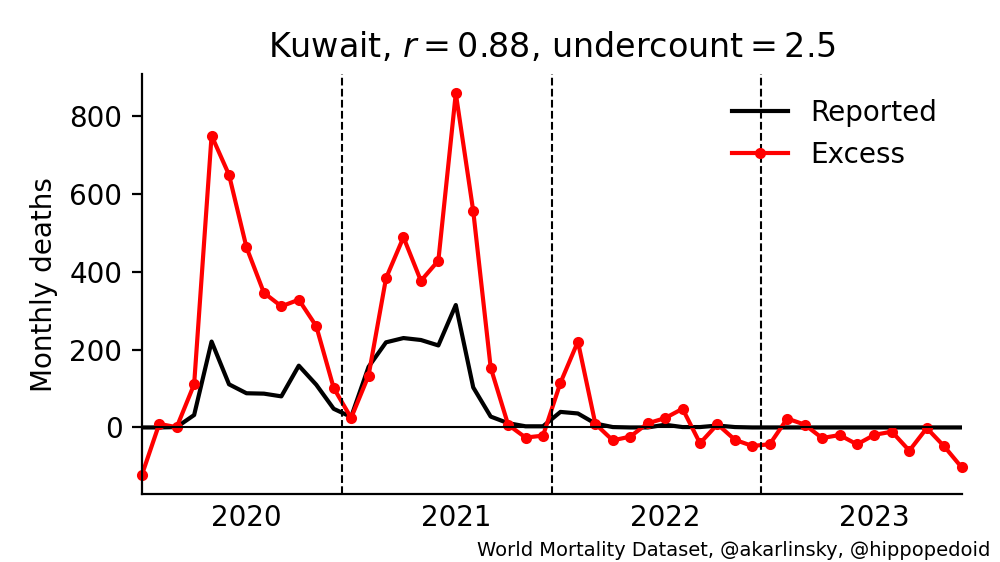 Kuwait, r = 0.88, undercount = 2.5
Monthly deaths
800
600
400
200
0
Reported
Excess
2020 2021 2022 2023
World Mortality Dataset, @akarlinsky, @hippopedoid